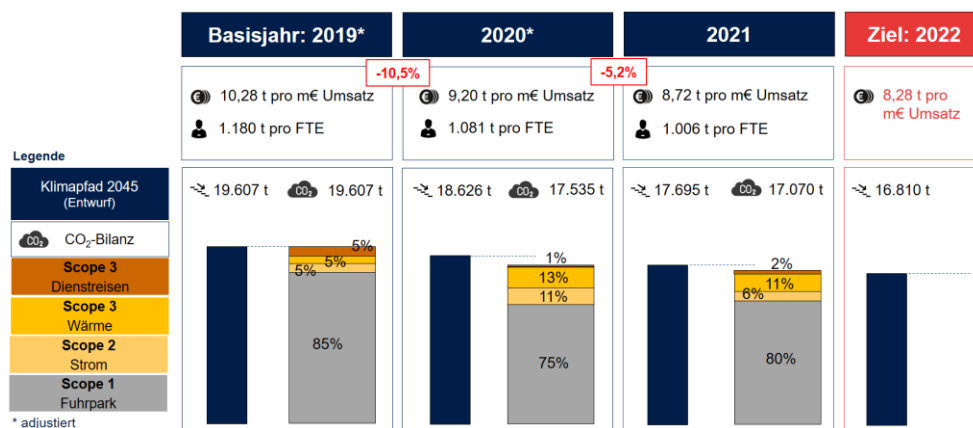 Basisjahr: 2019*
2020*
2021
Ziel: 2022
-10,5%
-5,2%
10,28 t pro m€ Umsatz
1.180 t pro FTE
9,20 t pro m€ Umsatz
1.081 t pro FTE
8,72 t pro m€ Umsatz
1.006 t pro FTE
8,28 t pro
m€ Umsatz
Legende
Klimapfad 2045
(Entwurf)
CO₂
CO₂-Bilanz
Scope 3
Dienstreisen
Scope 3
Wärme
Scope 2
Strom
Scope 1
Fuhrpark
* adjustiert
19.607 t
CO₂
19.607 t
5%
5%
5%
85%
18.626 t
CO₂
17.535 t
1%
13%
11%
75%
17.695 t
CO₂
17.070 t
2%
11%
6%
80%
16.810 t